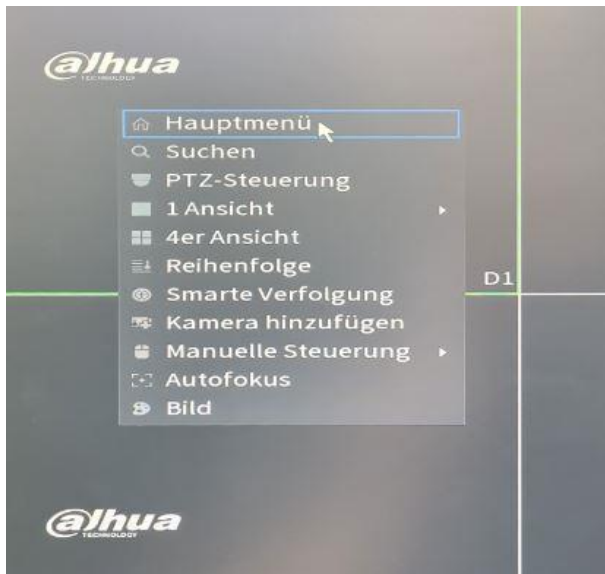 alhua
TECHNOLOGY
Hauptmenü
Suchen
PTZ-Steuerung
1 Ansicht
4er Ansicht
Reihenfolge
D1
Smarte Verfolgung
Kamera hinzufügen
Manuelle Steuerung
Autofokus
Bild
alhua
TECHNOLOGY